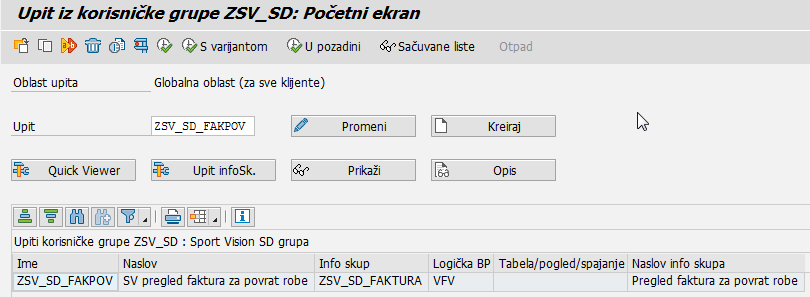 Upit iz korisničke grupe ZSV_SD: Početni ekran
S varijantom U pozadini Sačuvane liste Otpad
Oblast upita Globalna oblast (za sve klijente)
Upit ZSV_SD_FAKPOV Promeni Kreiraj
Quick Viewer Upit infoSk. Prikaži Opis
Upiti korisničke grupe ZSV_SD : Sport Vision SD grupa
Ime Naslov Info skup Logička BP Tabela/pogled/spajanje Naslov info skupa
ZSV_SD_FAKPOV SV pregled faktura za povrat robe ZSV_SD_FAKTURA VFV Pregled faktura za povrat robe